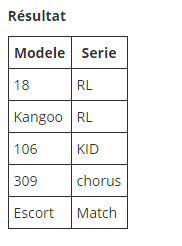 Résultat
Modele Serie
18 RL
Kangoo RL
106 KID
309 chorus
Escort Match